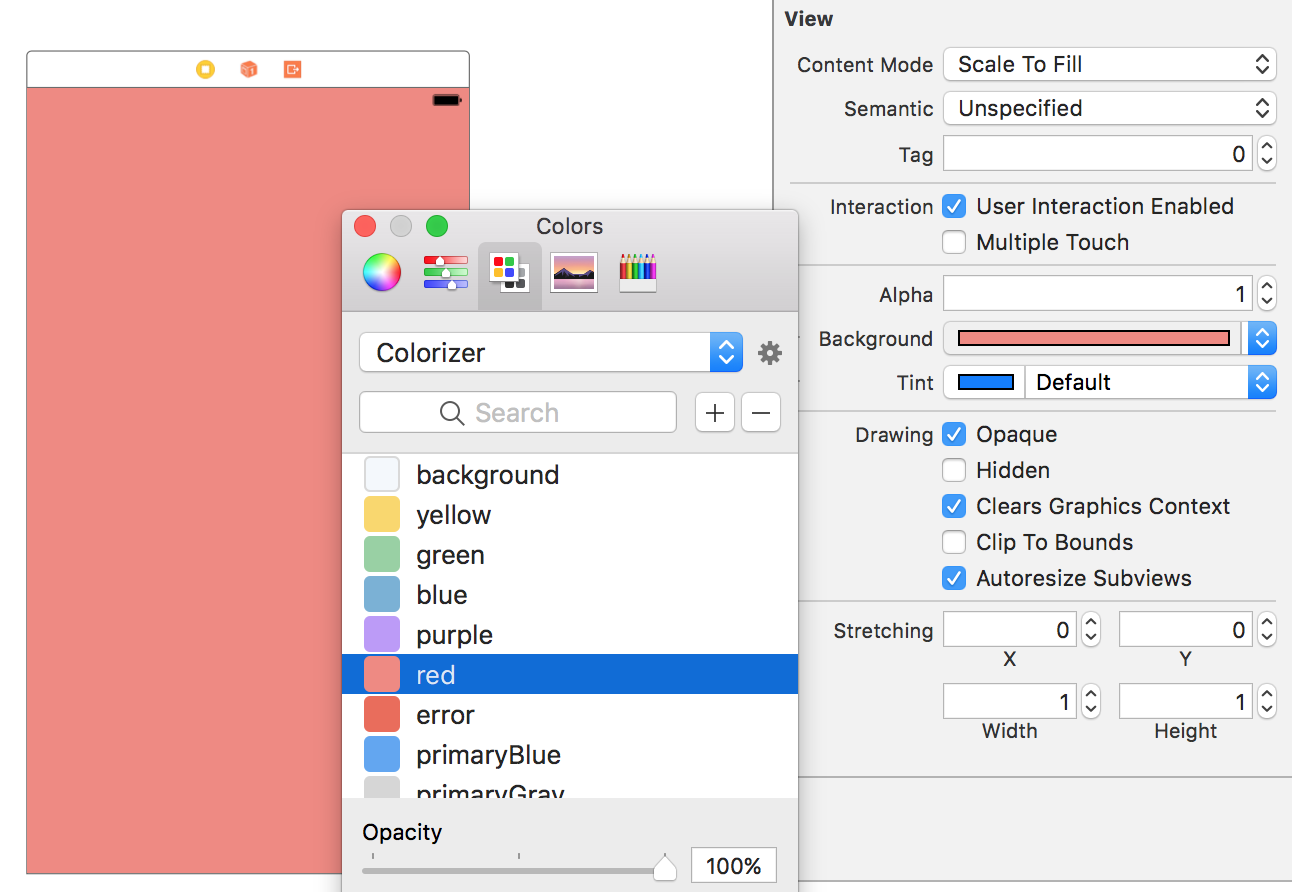 View
Content Mode Scale To Fill
Semantic Unspecified
Tag 0
Interaction User Interaction Enabled
Multiple Touch
Alpha 1
Background
Tint Default
Drawing Opaque
Hidden
Clears Graphics Context
Clip To Bounds
Autoresize Subviews
Stretching 0 0
X Y
1 1
Width Height
Colors
Colorizer
Search
background
yellow
green
blue
purple
red
error
primaryBlue
primaryGray
Opacity
100%